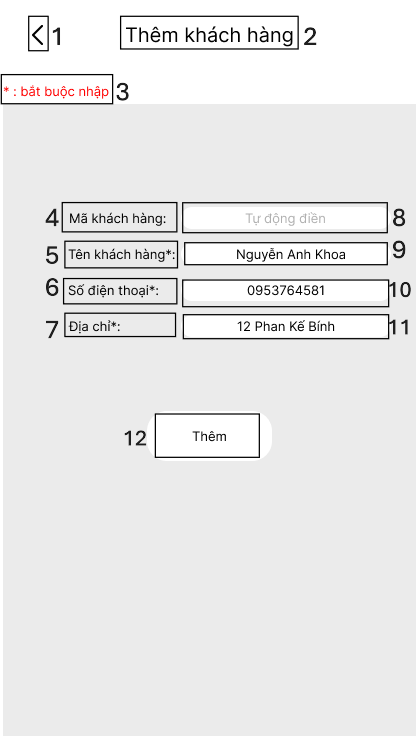 1 Thêm khách hàng 2
* : bắt buộc nhập 3
4 Mã khách hàng: Tự động điền 8
5 Tên khách hàng*: Nguyễn Anh Khoa 9
6 Số điện thoại*: 0953764581 10
7 Địa chỉ*: 12 Phan Kế Bính 11
12 Thêm